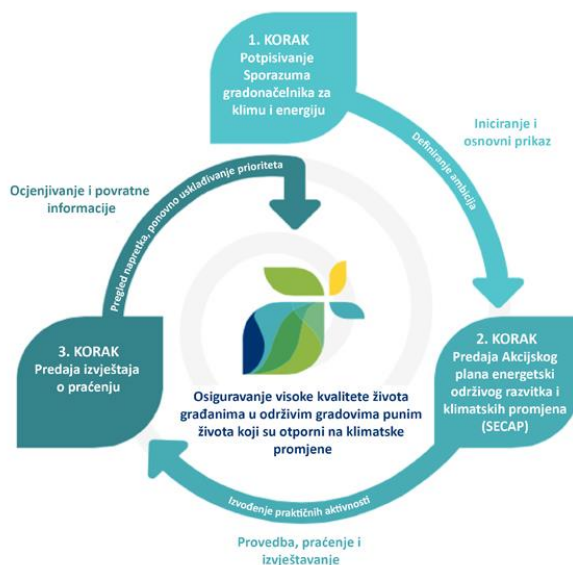 1. KORAK
Potpisivanje
Sporazuma
gradonačelnika za
klimu i energiju
Iniciranje i
osnovni prikaz
Definiranje ambicija
Ocjenjivanje i povratne
informacije
Pregled napretka, ponovno usklađivanje prioriteta
3. KORAK
Predaja izvještaja
o praćenju
2. KORAK
Predaja Akcijskog
plana energetski
održivog razvitka i
klimatskih promjena
(SECAP)
Osiguravanje visoke kvalitete života
građanima u održivim gradovima punim
života koji su otporni na klimatske
promjene
Izvođenje praktičnih aktivnosti
Provedba, praćenje i
izvještavanje